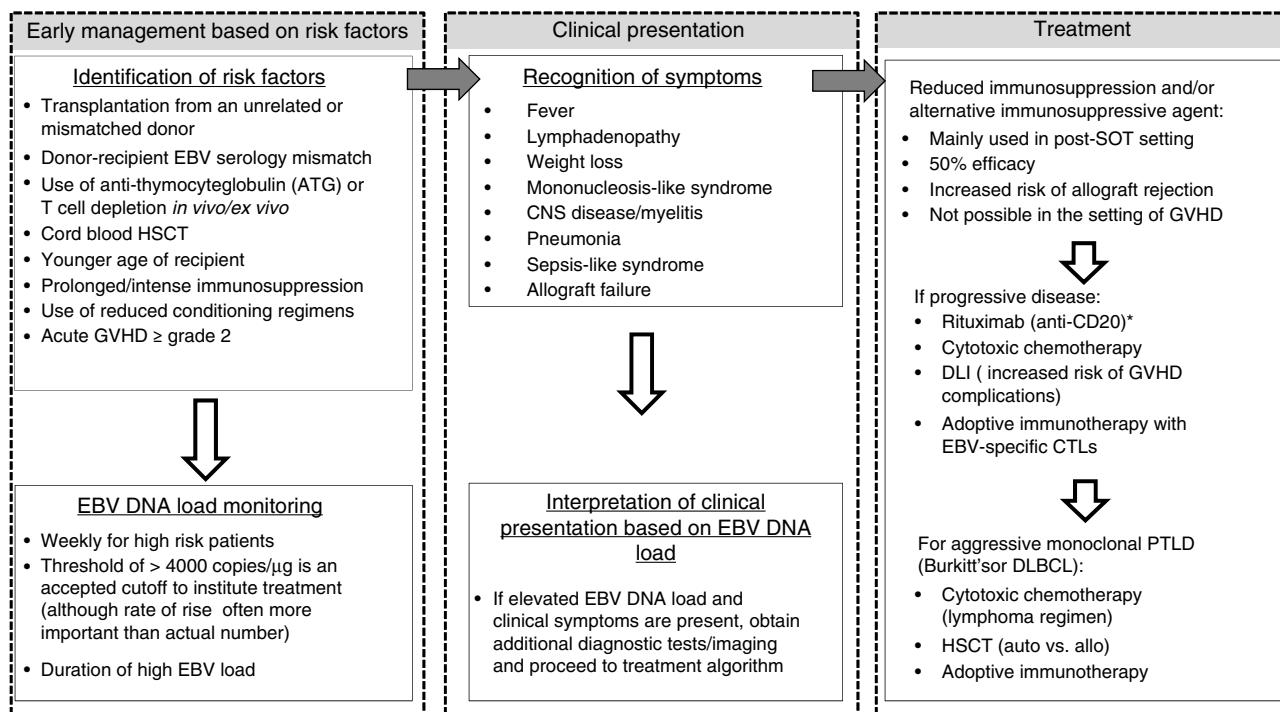 Early management based on risk factors
Identification of risk factors
• Transplantation from an unrelated or
mismatched donor
• Donor-recipient EBV serology mismatch
• Use of anti-thymocyteglobulin (ATG) or
T cell depletion in vivo/ex vivo
• Cord blood HSCT
• Younger age of recipient
• Prolonged/intense immunosuppression
• Use of reduced conditioning regimens
• Acute GVHD ≥ grade 2
EBV DNA load monitoring
• Weekly for high risk patients
• Threshold of > 4000 copies/μg is an
accepted cutoff to institute treatment
(although rate of rise often more
important than actual number)
• Duration of high EBV load
Clinical presentation
Recognition of symptoms
• Fever
• Lymphadenopathy
• Weight loss
• Mononucleosis-like syndrome
• CNS disease/myelitis
• Pneumonia
• Sepsis-like syndrome
• Allograft failure
Interpretation of clinical
presentation based on EBV DNA
load
• If elevated EBV DNA load and
clinical symptoms are present, obtain
additional diagnostic tests/imaging
and proceed to treatment algorithm
Treatment
Reduced immunosuppression and/or
alternative immunosuppressive agent:
• Mainly used in post-SOT setting
• 50% efficacy
• Increased risk of allograft rejection
• Not possible in the setting of GVHD
If progressive disease:
• Rituximab (anti-CD20)*
• Cytotoxic chemotherapy
• DLI ( increased risk of GVHD
complications)
• Adoptive immunotherapy with
EBV-specific CTLs
For aggressive monoclonal PTLD
(Burkitt'sor DLBCL):
• Cytotoxic chemotherapy
(lymphoma regimen)
• HSCT (auto vs. allo)
• Adoptive immunotherapy